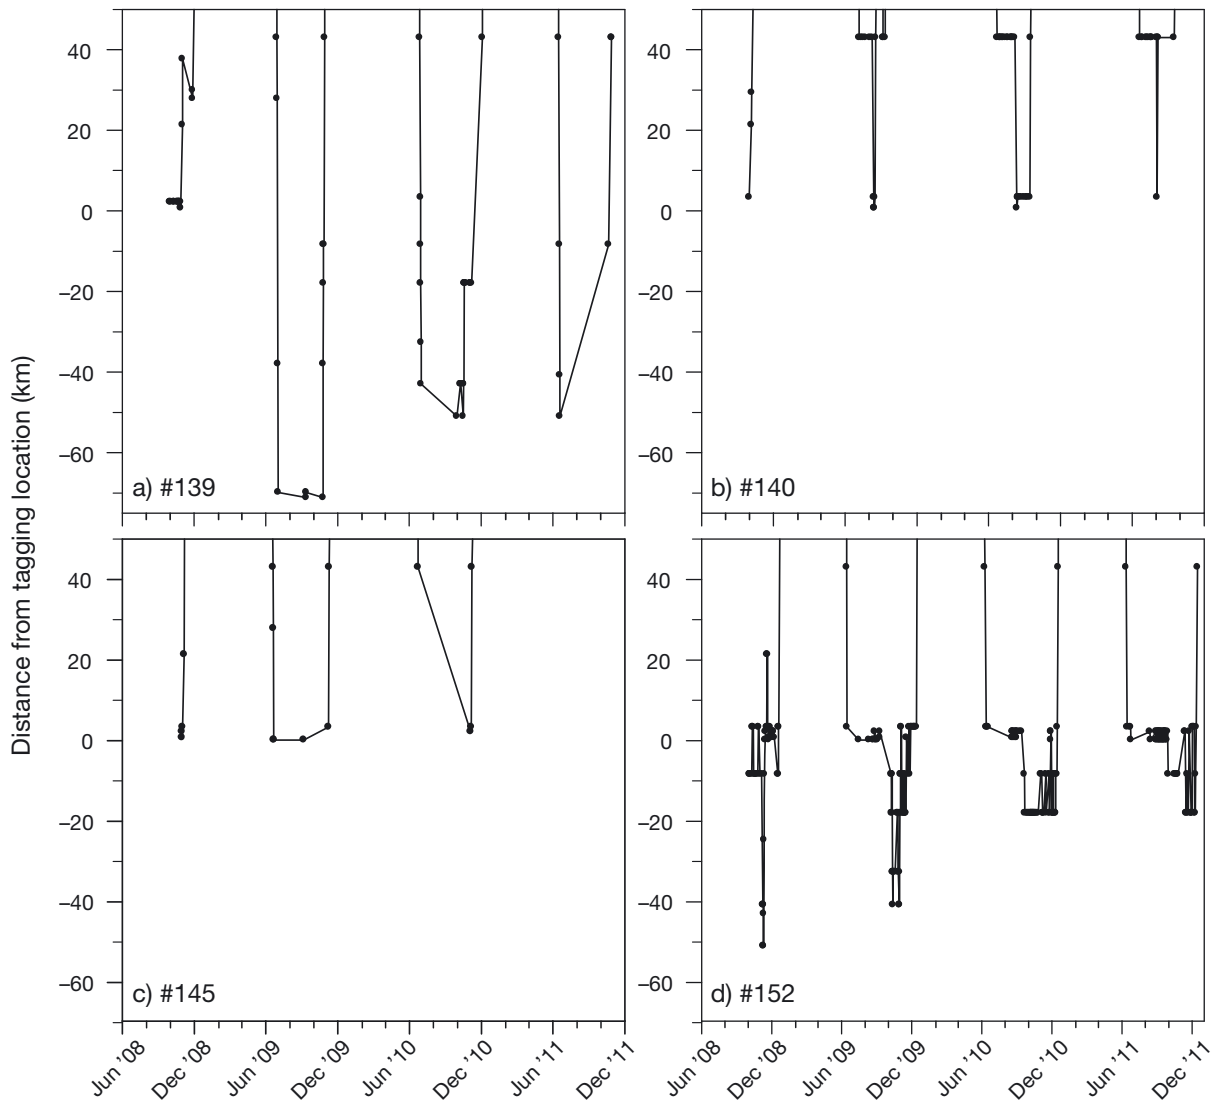 Distance from tagging location (km)
40
20
0
–20
–40
–60
a) #139
40
20
0
–20
–40
–60
b) #140
40
20
0
–20
–40
–60
c) #145
40
20
0
–20
–40
–60
d) #152
Jun ’08
Dec ’08
Jun ’09
Dec ’09
Jun ’10
Dec ’10
Jun ’11
Dec ’11
Jun ’08
Dec ’08
Jun ’09
Dec ’09
Jun ’10
Dec ’10
Jun ’11
Dec ’11